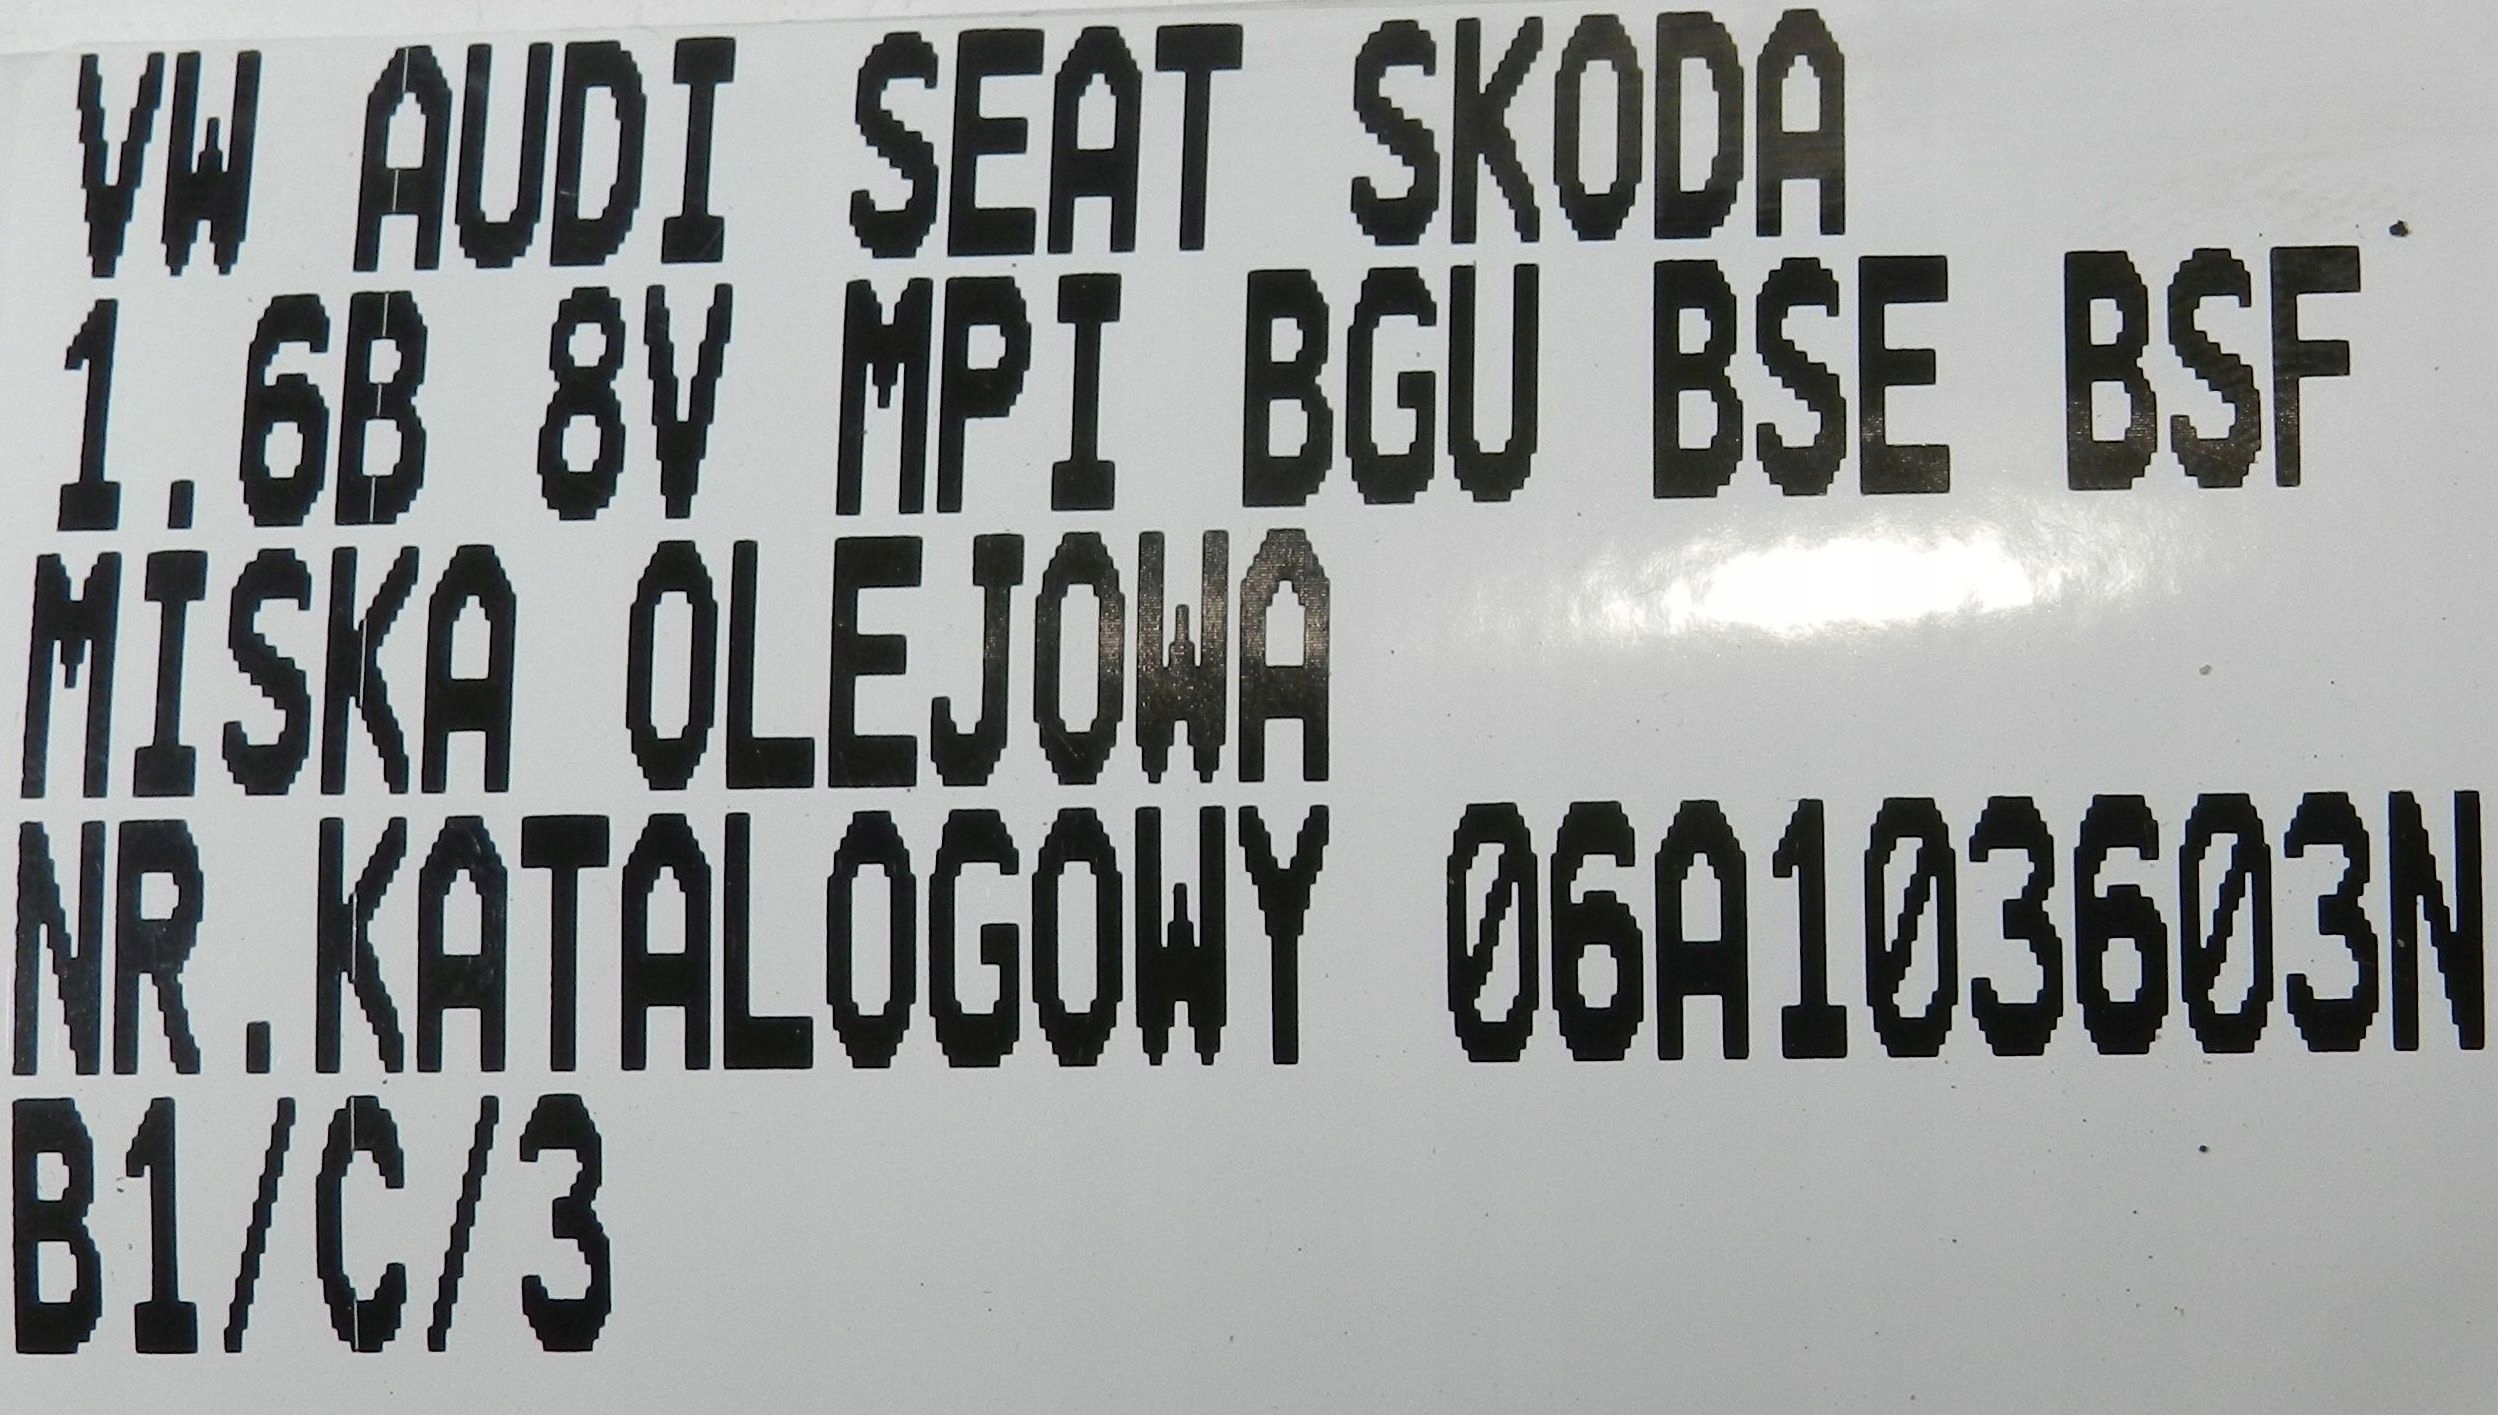 VW AUDI SEAT SKODA
1.6B 8V MPI BGU BSE BSF
MISKA OLEJOWA
NR.KATALOGOWY 06A103603N
B1/C/3